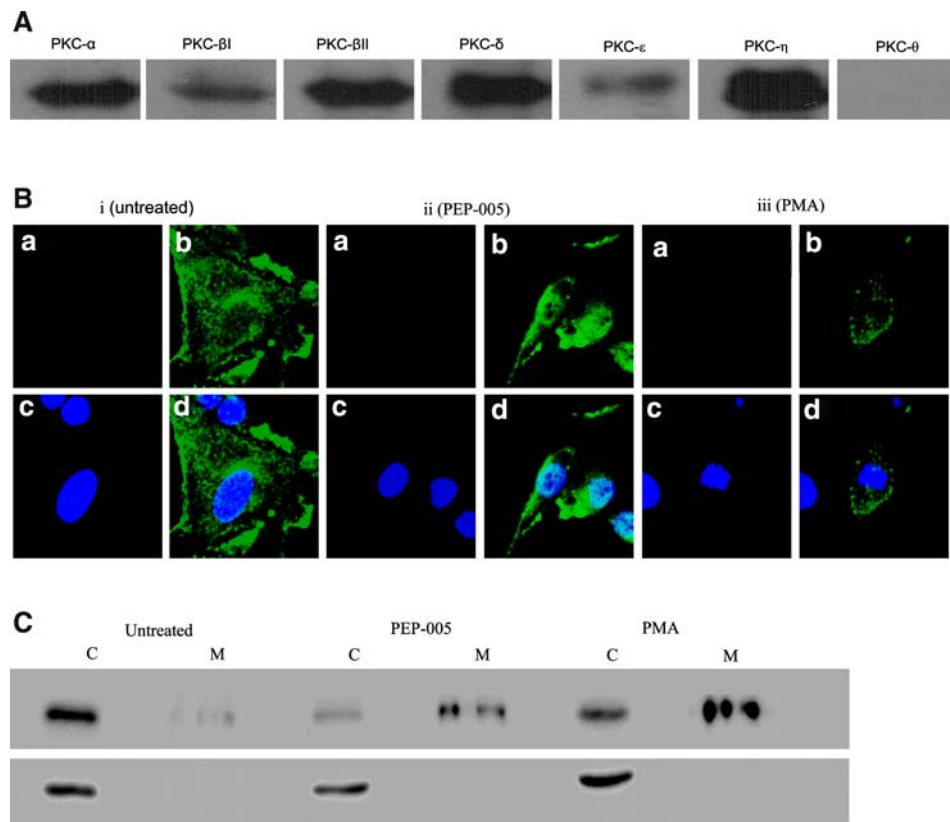 A
PKC-α PKC-βI PKC-βII PKC-δ PKC-ε PKC-η PKC-θ
B
i (untreated) ii (PEP-005) iii (PMA)
a b a b a b
c d c d c d
C
Untreated PEP-005 PMA
C M C M C M